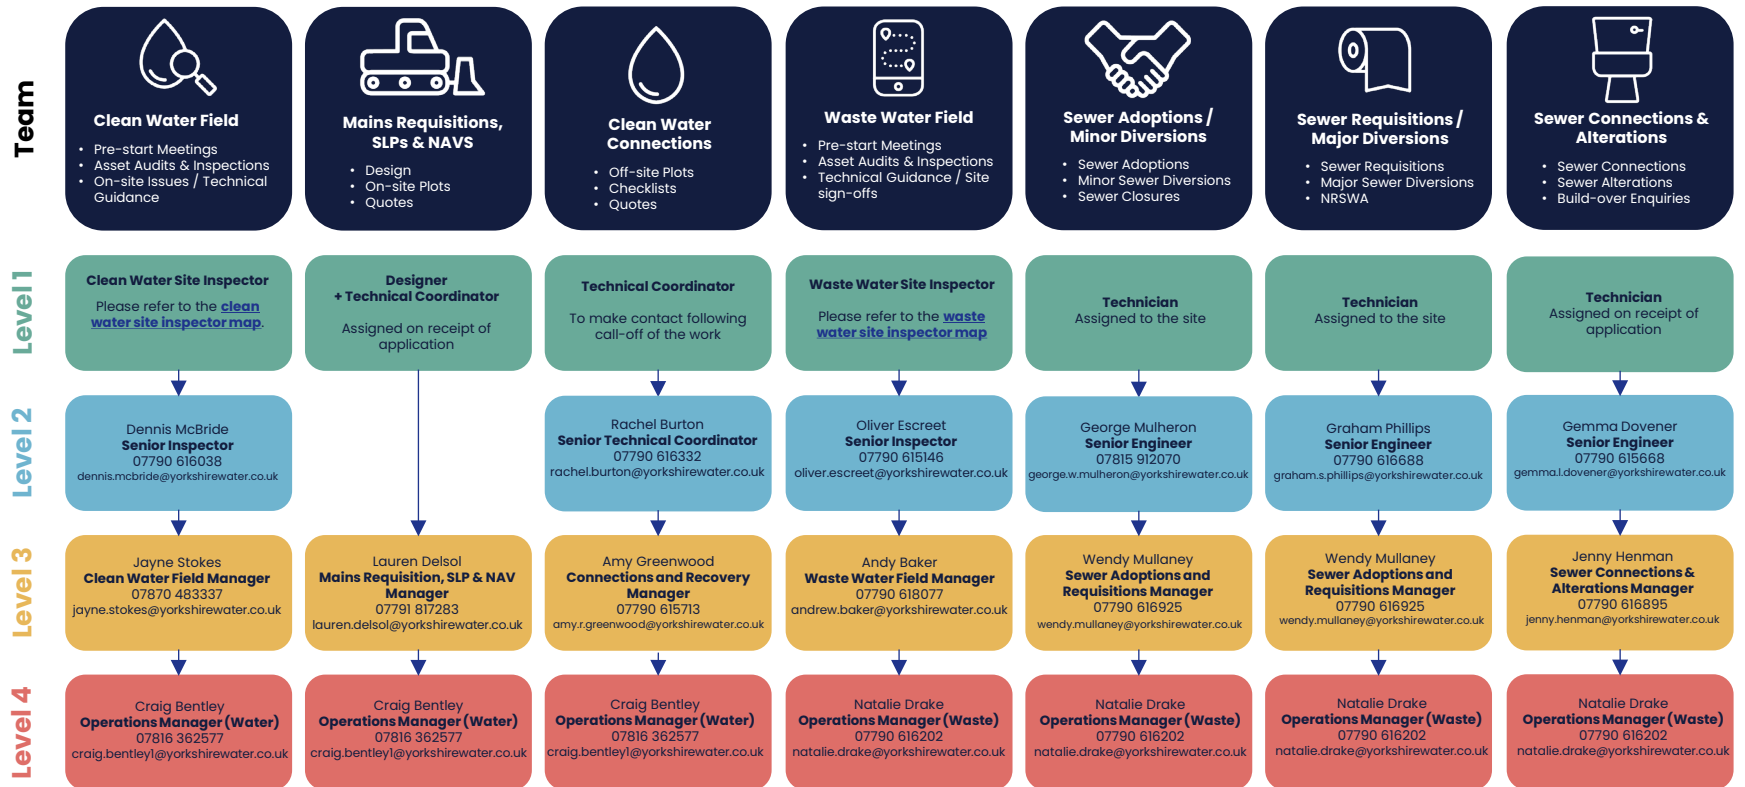 Team
Clean Water Field
• Pre-start Meetings
• Asset Audits & Inspections
• On-site Issues / Technical
Guidance
Mains Requisitions,
SLPs & NAVS
• Design
• On-site Plots
• Quotes
Clean Water
Connections
• Off-site Plots
• Checklists
• Quotes
Waste Water Field
• Pre-start Meetings
• Asset Audits & Inspections
• Technical Guidance / Site
sign-offs
Sewer Adoptions /
Minor Diversions
• Sewer Adoptions
• Minor Sewer Diversions
• Sewer Closures
Sewer Requisitions /
Major Diversions
• Sewer Requisitions
• Major Sewer Diversions
• NRSWA
Sewer Connections &
Alterations
• Sewer Connections
• Sewer Alterations
• Build-over Enquiries
Level 1
Clean Water Site Inspector
Please refer to the clean
water site inspector map.
Designer
+ Technical Coordinator
Assigned on receipt of
application
Technical Coordinator
To make contact following
call-off of the work
Waste Water Site Inspector
Please refer to the waste
water site inspector map
Technician
Assigned to the site
Technician
Assigned to the site
Technician
Assigned on receipt of
application
Level 2
Dennis McBride
Senior Inspector
07790 616038
dennis.mcbride@yorkshirewater.co.uk
Rachel Burton
Senior Technical Coordinator
07790 616332
rachel.burton@yorkshirewater.co.uk
Oliver Escreet
Senior Inspector
07790 615146
oliver.escreet@yorkshirewater.co.uk
George Mulheron
Senior Engineer
07815 912070
george.w.mulheron@yorkshirewater.co.uk
Graham Phillips
Senior Engineer
07790 616688
graham.s.phillips@yorkshirewater.co.uk
Gemma Dovener
Senior Engineer
07790 615668
gemma.l.dovener@yorkshirewater.co.uk
Level 3
Jayne Stokes
Clean Water Field Manager
07870 483337
jayne.stokes@yorkshirewater.co.uk
Lauren Delsol
Mains Requisition, SLP & NAV
Manager
07791 817283
lauren.delsol@yorkshirewater.co.uk
Amy Greenwood
Connections and Recovery
Manager
07790 615713
amy.r.greenwood@yorkshirewater.co.uk
Andy Baker
Waste Water Field Manager
07790 618077
andrew.baker@yorkshirewater.co.uk
Wendy Mullaney
Sewer Adoptions and
Requisitions Manager
07790 616925
wendy.mullaney@yorkshirewater.co.uk
Wendy Mullaney
Sewer Adoptions and
Requisitions Manager
07790 616925
wendy.mullaney@yorkshirewater.co.uk
Jenny Henman
Sewer Connections &
Alterations Manager
07790 616895
jenny.henman@yorkshirewater.co.uk
Level 4
Craig Bentley
Operations Manager (Water)
07816 362577
craig.bentley1@yorkshirewater.co.uk
Craig Bentley
Operations Manager (Water)
07816 362577
craig.bentley1@yorkshirewater.co.uk
Craig Bentley
Operations Manager (Water)
07816 362577
craig.bentley1@yorkshirewater.co.uk
Natalie Drake
Operations Manager (Waste)
07790 616202
natalie.drake@yorkshirewater.co.uk
Natalie Drake
Operations Manager (Waste)
07790 616202
natalie.drake@yorkshirewater.co.uk
Natalie Drake
Operations Manager (Waste)
07790 616202
natalie.drake@yorkshirewater.co.uk
Natalie Drake
Operations Manager (Waste)
07790 616202
natalie.drake@yorkshirewater.co.uk